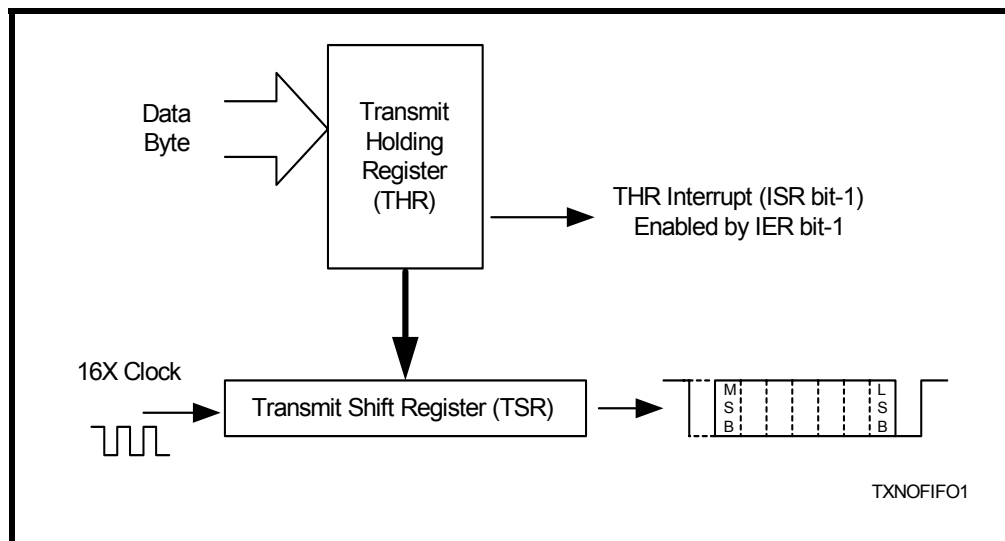 Data
Byte
Transmit
Holding
Register
(THR)
THR Interrupt (ISR bit-1)
Enabled by IER bit-1
16X Clock
Transmit Shift Register (TSR)
M
S
B
L
S
B
TXNOFIFO1